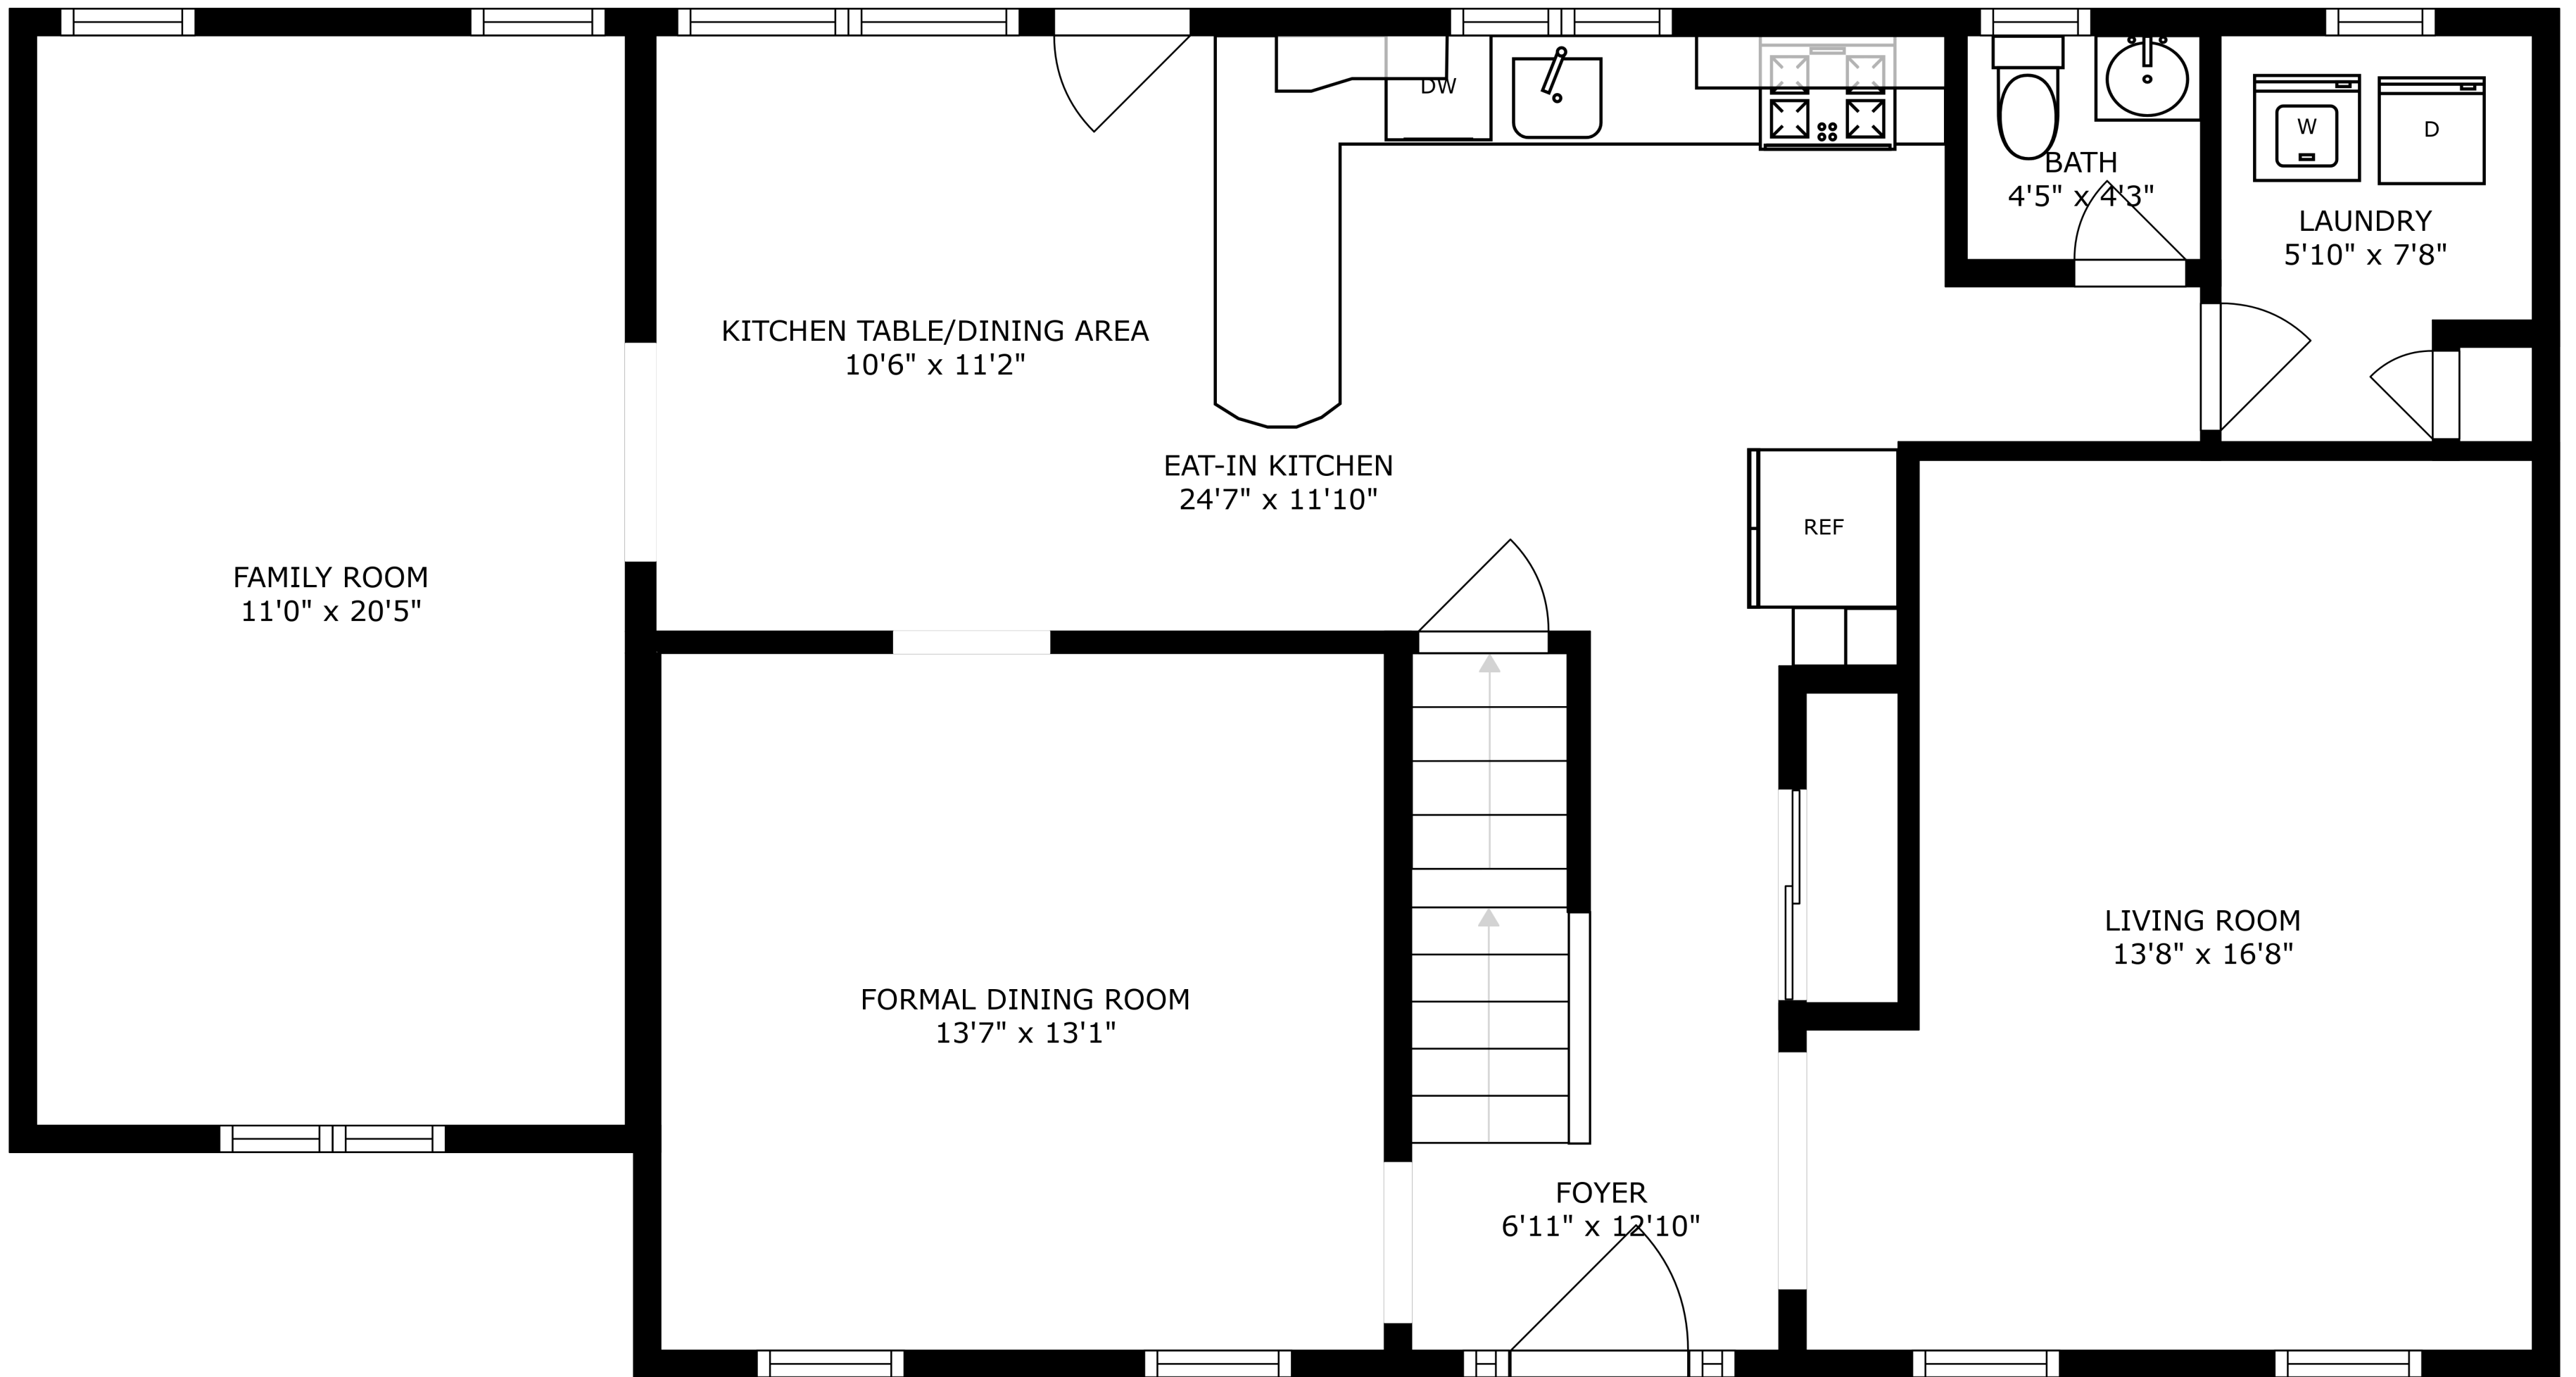 DW
W
D
BATH
4'5" x 4'3"
LAUNDRY
5'10" x 7'8"
KITCHEN TABLE/DINING AREA
10'6" x 11'2"
EAT-IN KITCHEN
24'7" x 11'10"
REF
FAMILY ROOM
11'0" x 20'5"
LIVING ROOM
13'8" x 16'8"
FORMAL DINING ROOM
13'7" x 13'1"
FOYER
6'11" x 12'10"